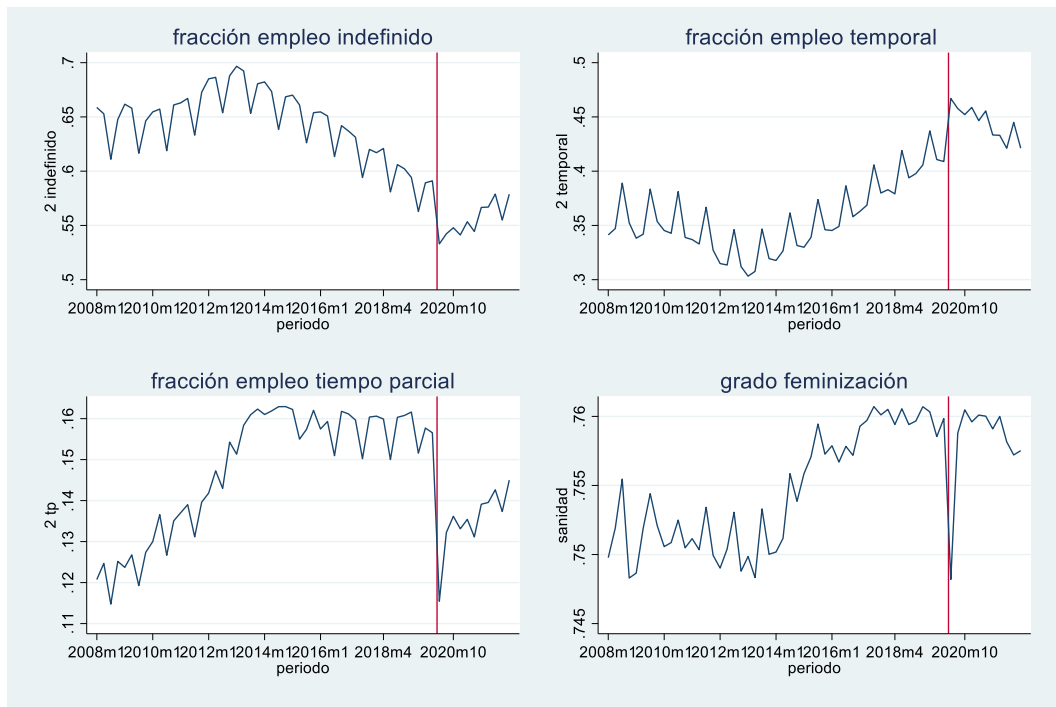 fracción empleo indefinido
2 indefinido
.7
.65
.6
.55
.5
2008m1 2010m1 2012m1 2014m1 2016m1 2018m4 2020m10
periodo
fracción empleo temporal
2 temporal
.5
.45
.4
.35
.3
2008m1 2010m1 2012m1 2014m1 2016m1 2018m4 2020m10
periodo
fracción empleo tiempo parcial
2 tp
.16
.15
.14
.13
.12
.11
2008m1 2010m1 2012m1 2014m1 2016m1 2018m4 2020m10
periodo
grado feminización
sanidad
.76
.755
.75
.745
2008m1 2010m1 2012m1 2014m1 2016m1 2018m4 2020m10
periodo